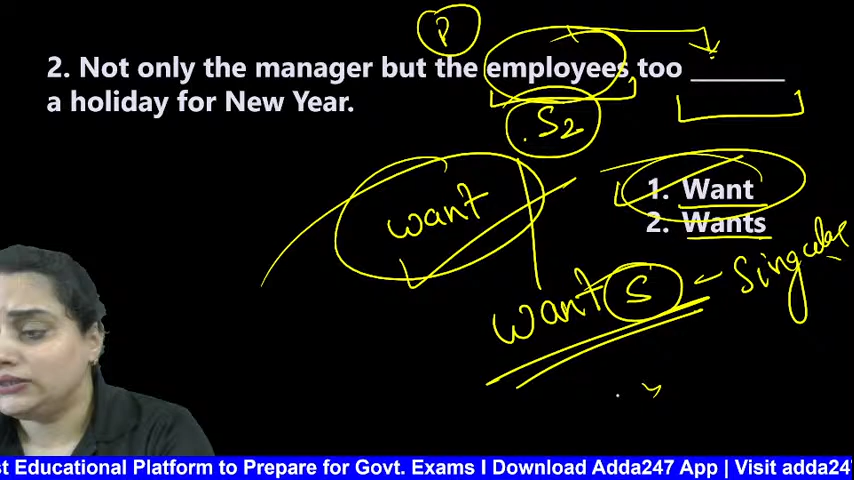 P
2. Not only the manager but the employees too _______
a holiday for New Year.
S2
1. Want
2. Wants
want
wants - Singular
st Educational Platform to Prepare for Govt. Exams I Download Adda247 App | Visit adda24